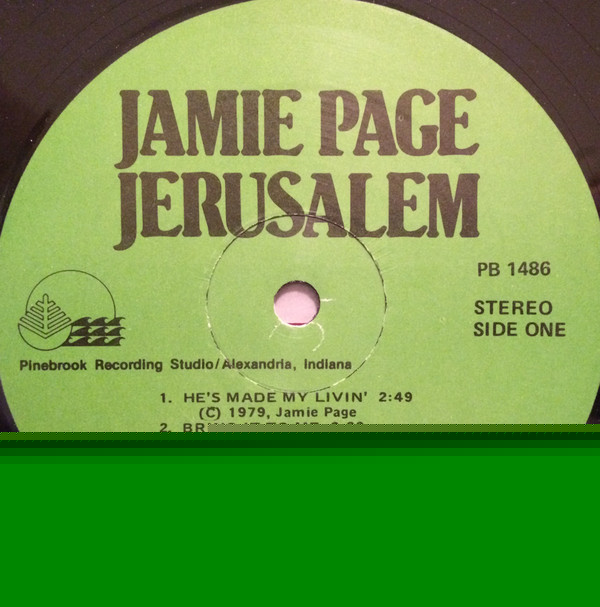 JAMIE PAGE
JERUSALEM
PB 1486
STEREO
SIDE ONE
Pinebrook Recording Studio/Alexandria, Indiana
1. HE'S MADE MY LIVIN' 2:49
(C) 1979, Jamie Page
2.